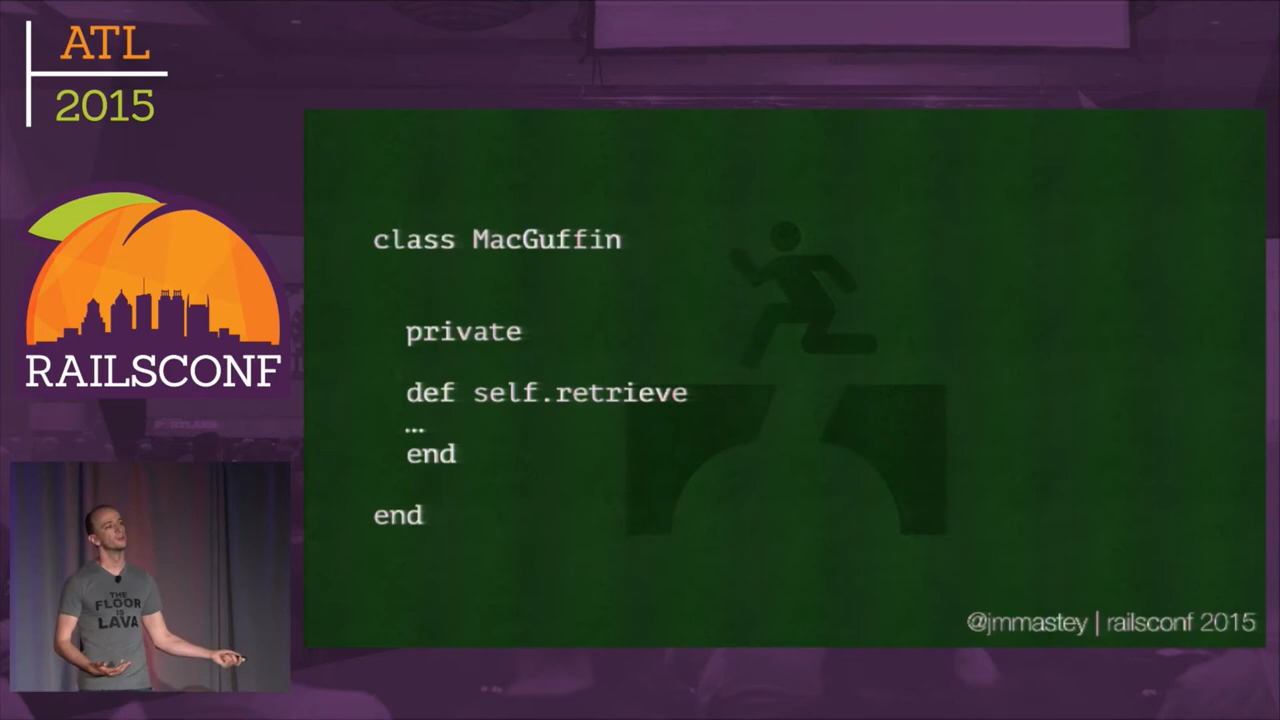 ATL
2015
RAILSCONF
THE
FLOOR
IS
LAVA
class MacGuffin
private
def self.retrieve
…
end
end
@jmmastey | railsconf 2015